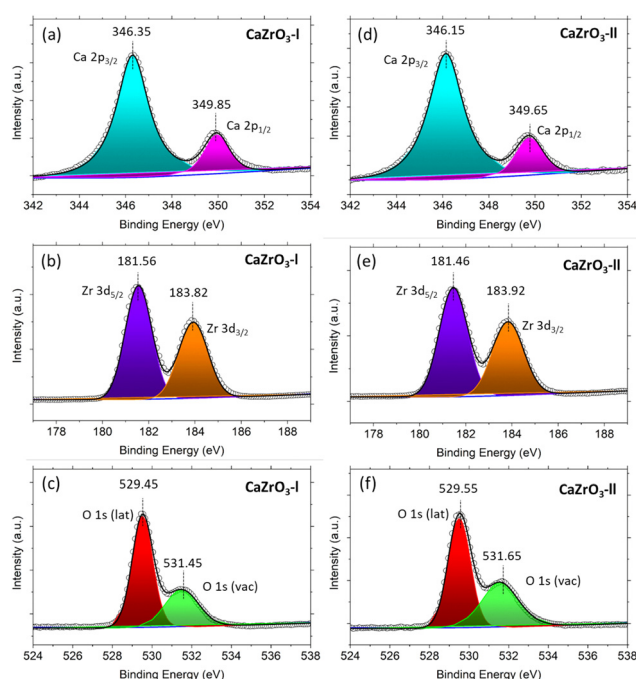 (a)
346.35
CaZrO₃-I
Ca 2p₃/₂
349.85
Ca 2p₁/₂
Intensity (a.u.)
342 344 346 348 350 352 354
Binding Energy (eV)
(d)
346.15
CaZrO₃-II
Ca 2p₃/₂
349.65
Ca 2p₁/₂
Intensity (a.u.)
342 344 346 348 350 352 354
Binding Energy (eV)
(b)
181.56
CaZrO₃-I
Zr 3d₅/₂
183.82
Zr 3d₃/₂
Intensity (a.u.)
178 180 182 184 186 188
Binding Energy (eV)
(e)
181.46
CaZrO₃-II
Zr 3d₅/₂
183.92
Zr 3d₃/₂
Intensity (a.u.)
178 180 182 184 186 188
Binding Energy (eV)
(c)
529.45
CaZrO₃-I
O 1s (lat)
531.45
O 1s (vac)
Intensity (a.u.)
524 526 528 530 532 534 536 538
Binding Energy (eV)
(f)
529.55
CaZrO₃-II
O 1s (lat)
531.65
O 1s (vac)
Intensity (a.u.)
524 526 528 530 532 534 536 538
Binding Energy (eV)